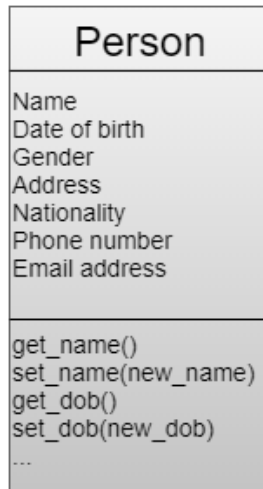 Person
Name
Date of birth
Gender
Address
Nationality
Phone number
Email address
get_name()
set_name(new_name)
get_dob()
set_dob(new_dob)
...